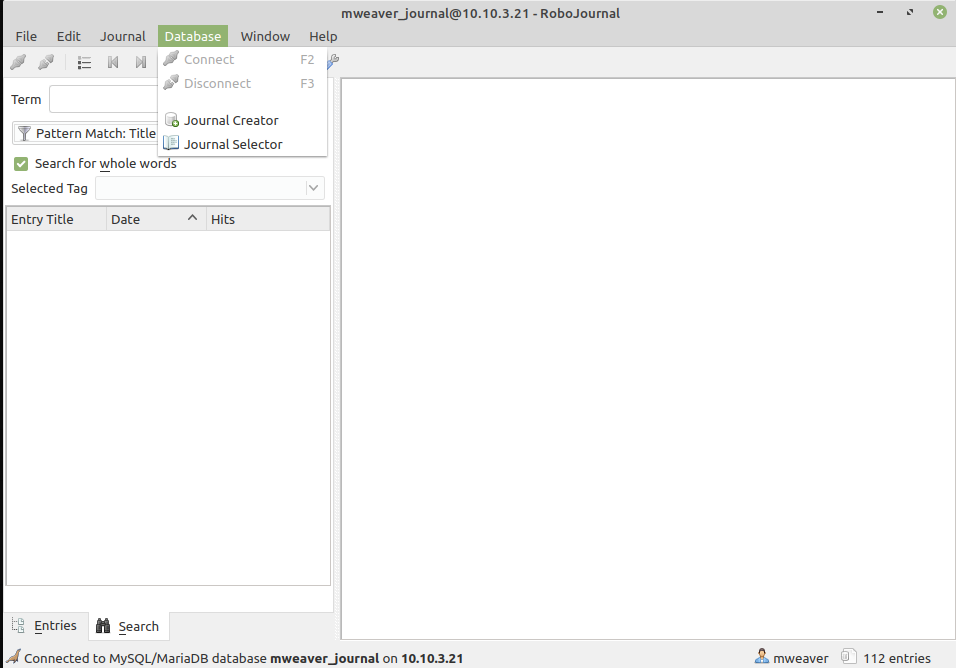 mweaver_journal@10.10.3.21 - RoboJournal
File Edit Journal Database Window Help
Connect F2
Disconnect F3
Journal Creator
Journal Selector
Term
Pattern Match: Title
Search for whole words
Selected Tag
Entry Title Date Hits
Entries Search
Connected to MySQL/MariaDB database mweaver_journal on 10.10.3.21 mweaver 112 entries